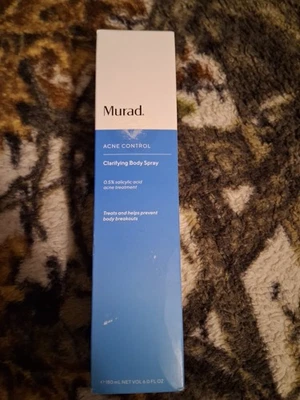 Murad.
ACNE CONTROL
Clarifying Body Spray
0.5% salicylic acid
acne treatment
Treats and helps prevent
body breakouts